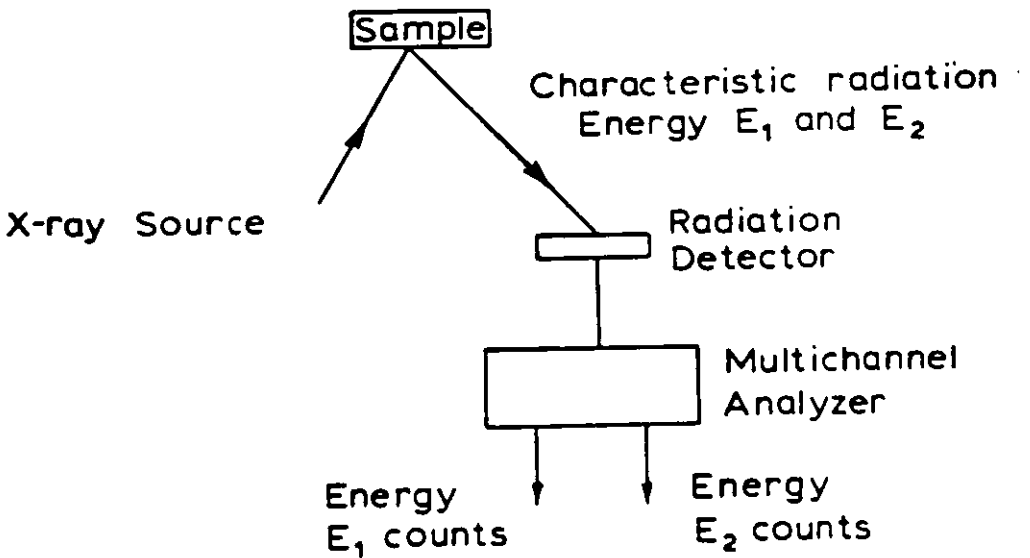 Sample
Characteristic radiation
Energy E₁ and E₂
X-ray Source
Radiation
Detector
Multichannel
Analyzer
Energy
E₁ counts
Energy
E₂ counts